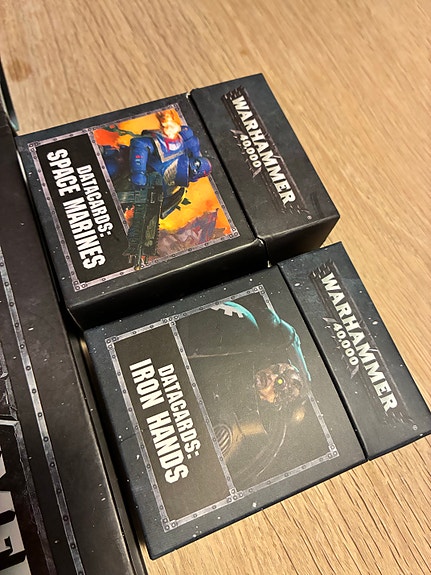 WARHAMMER
40,000
DATACARDS:
SPACE MARINES
WARHAMMER
40,000
DATACARDS:
IRON HANDS